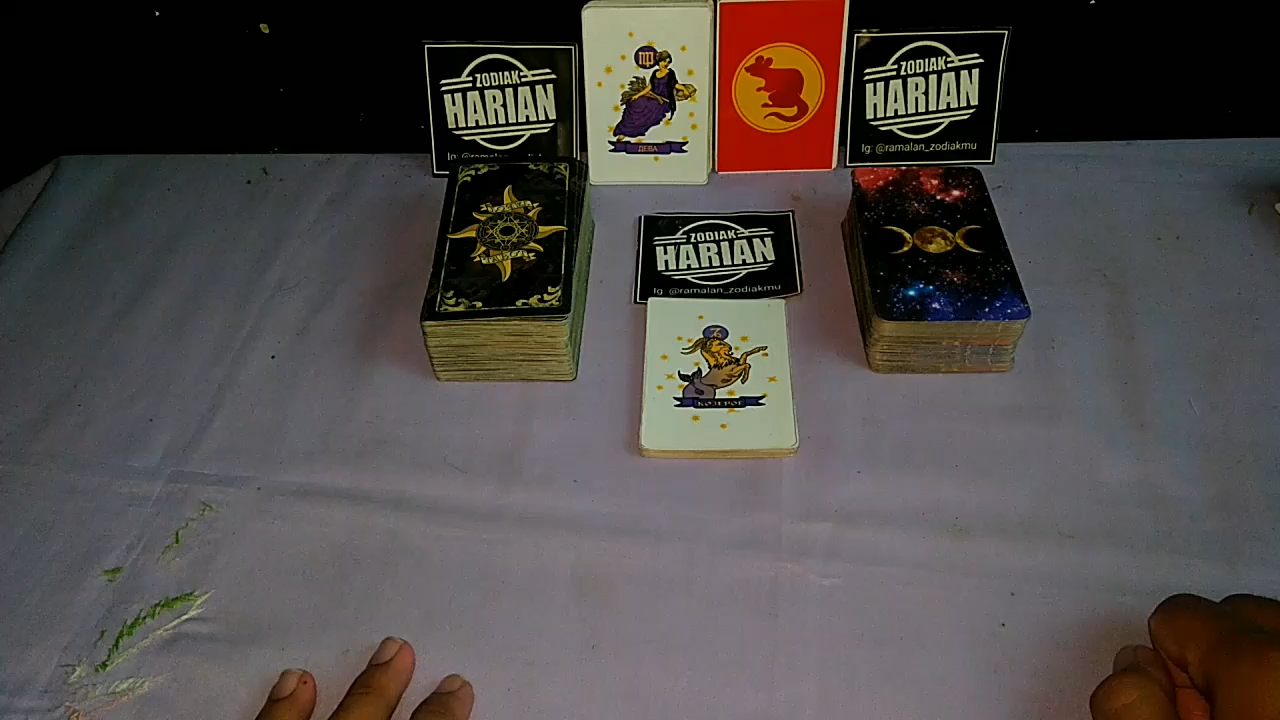 ZODIAK
HARIAN
ДЕВА
ZODIAK
HARIAN
Ig: @ramalan_zodiakmu
ZODIAK
HARIAN
Ig: @ramalan_zodiakmu
КОЗЕРОГ